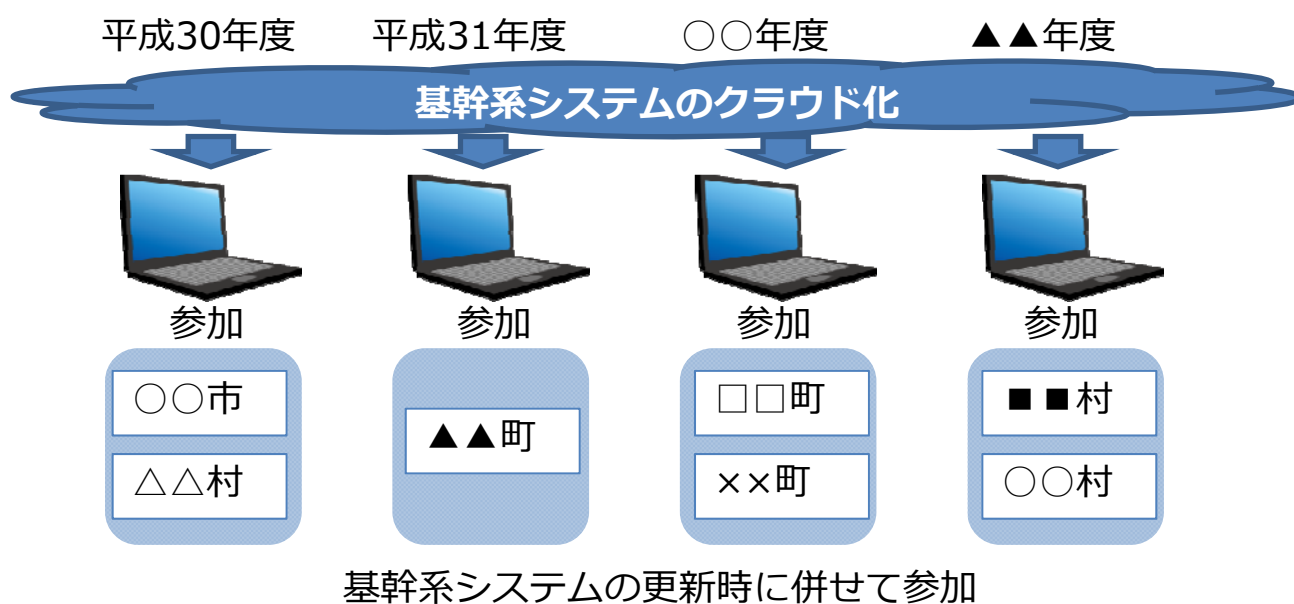 平成30年度 平成31年度 ○○年度 ▲▲年度
基幹系システムのクラウド化
参加 参加 参加 参加
○○市 ▲▲町 □□町 ■■村
△△村 ××町 ○○村
基幹系システムの更新時に併せて参加